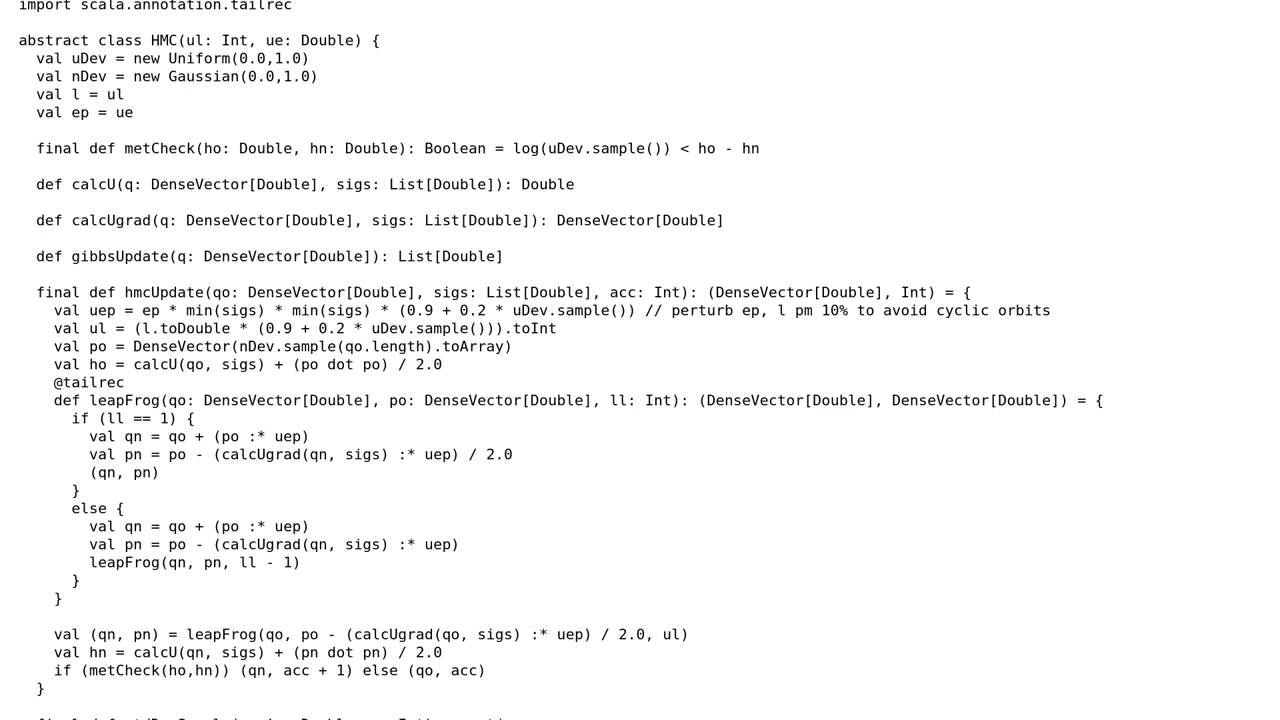 import scala.annotation.tailrec
abstract class HMC(ul: Int, ue: Double) {
  val uDev = new Uniform(0.0,1.0)
  val nDev = new Gaussian(0.0,1.0)
  val l = ul
  val ep = ue
  final def metCheck(ho: Double, hn: Double): Boolean = log(uDev.sample()) < ho - hn
  def calcU(q: DenseVector[Double], sigs: List[Double]): Double
  def calcUgrad(q: DenseVector[Double], sigs: List[Double]): DenseVector[Double]
  def gibbsUpdate(q: DenseVector[Double]): List[Double]
  final def hmcUpdate(qo: DenseVector[Double], sigs: List[Double], acc: Int): (DenseVector[Double], Int) = {
    val uep = ep * min(sigs) * min(sigs) * (0.9 + 0.2 * uDev.sample()) // perturb ep, l pm 10% to avoid cyclic orbits
    val ul = (l.toDouble * (0.9 + 0.2 * uDev.sample())).toInt
    val po = DenseVector(nDev.sample(qo.length).toArray)
    val ho = calcU(qo, sigs) + (po dot po) / 2.0
    @tailrec
    def leapFrog(qo: DenseVector[Double], po: DenseVector[Double], ll: Int): (DenseVector[Double], DenseVector[Double]) = {
      if (ll == 1) {
        val qn = qo + (po :* uep)
        val pn = po - (calcUgrad(qn, sigs) :* uep) / 2.0
        (qn, pn)
      }
      else {
        val qn = qo + (po :* uep)
        val pn = po - (calcUgrad(qn, sigs) :* uep)
        leapFrog(qn, pn, ll - 1)
      }
    }
    val (qn, pn) = leapFrog(qo, po - (calcUgrad(qo, sigs) :* uep) / 2.0, ul)
    val hn = calcU(qn, sigs) + (pn dot pn) / 2.0
    if (metCheck(ho,hn)) (qn, acc + 1) else (qo, acc)
  }